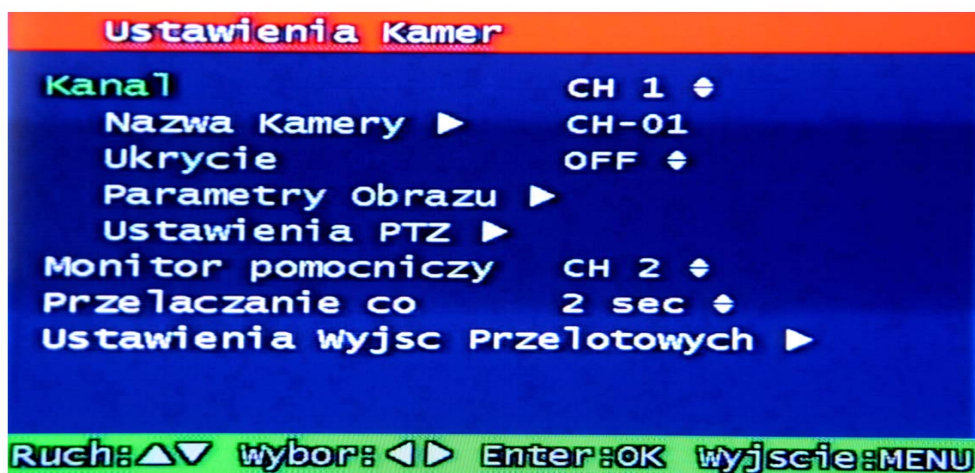 Ustawienia Kamer
Kanal CH 1
Nazwa Kamery ▶ CH-01
Ukrycie OFF
Parametry Obrazu ▶
Ustawienia PTZ ▶
Monitor pomocniczy CH 2
Przelaczanie co 2 sec
Ustawienia Wyjsc Przelotowych ▶
Ruch:▲▼ Wybor:◀▶ Enter:OK Wyjscie:MENU